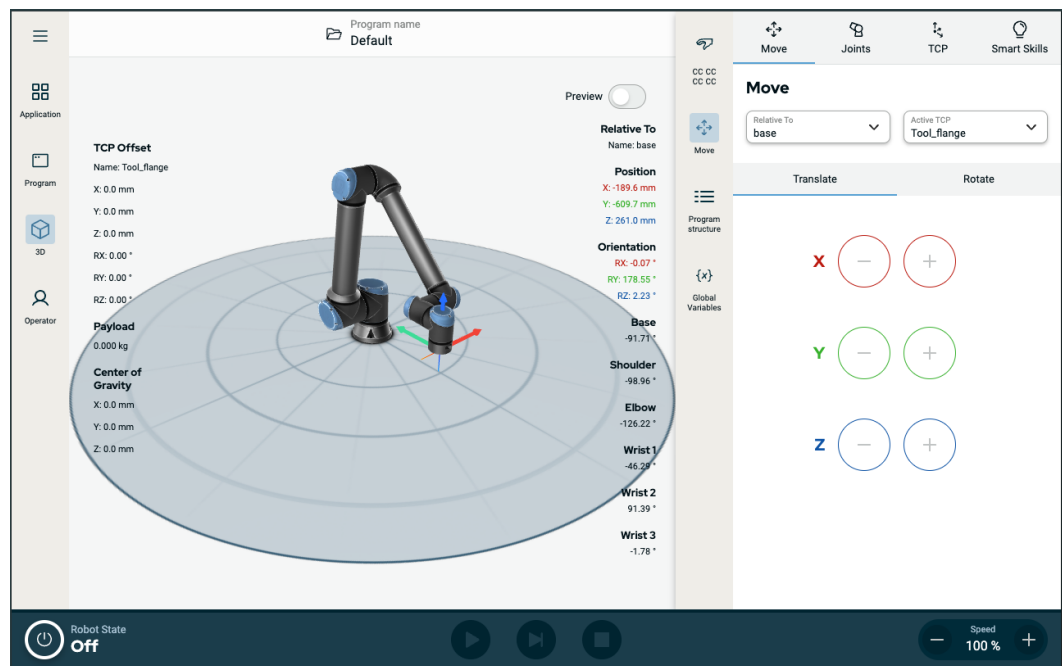 Program name
Default
Application
Program
3D
Operator
Preview
TCP Offset
Name: Tool_flange
X: 0.0 mm
Y: 0.0 mm
Z: 0.0 mm
RX: 0.00 °
RY: 0.00 °
RZ: 0.00 °
Payload
0.000 kg
Center of
Gravity
X: 0.0 mm
Y: 0.0 mm
Z: 0.0 mm
Relative To
Name: base
Position
X: -189.6 mm
Y: -609.7 mm
Z: 261.0 mm
Orientation
RX: -0.07 °
RY: 178.55 °
RZ: 2.23 °
Base
-91.71 °
Shoulder
-98.96 °
Elbow
-126.22 °
Wrist 1
-46.29 °
Wrist 2
91.39 °
Wrist 3
-1.78 °
CC CC
CC CC
Move
Program
structure
{x}
Global
Variables
Move
Joints
TCP
Smart Skills
Move
Relative To
base
Active TCP
Tool_flange
Translate
Rotate
X − +
Y − +
Z − +
Robot State
Off
Speed
− 100 % +